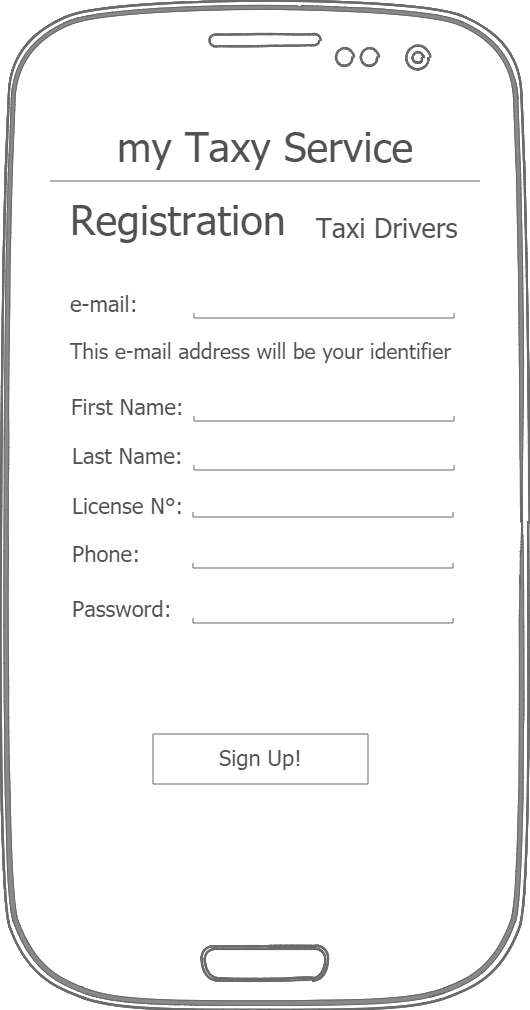 my Taxy Service
Registration Taxi Drivers
e-mail:
This e-mail address will be your identifier
First Name:
Last Name:
License N°:
Phone:
Password:
Sign Up!